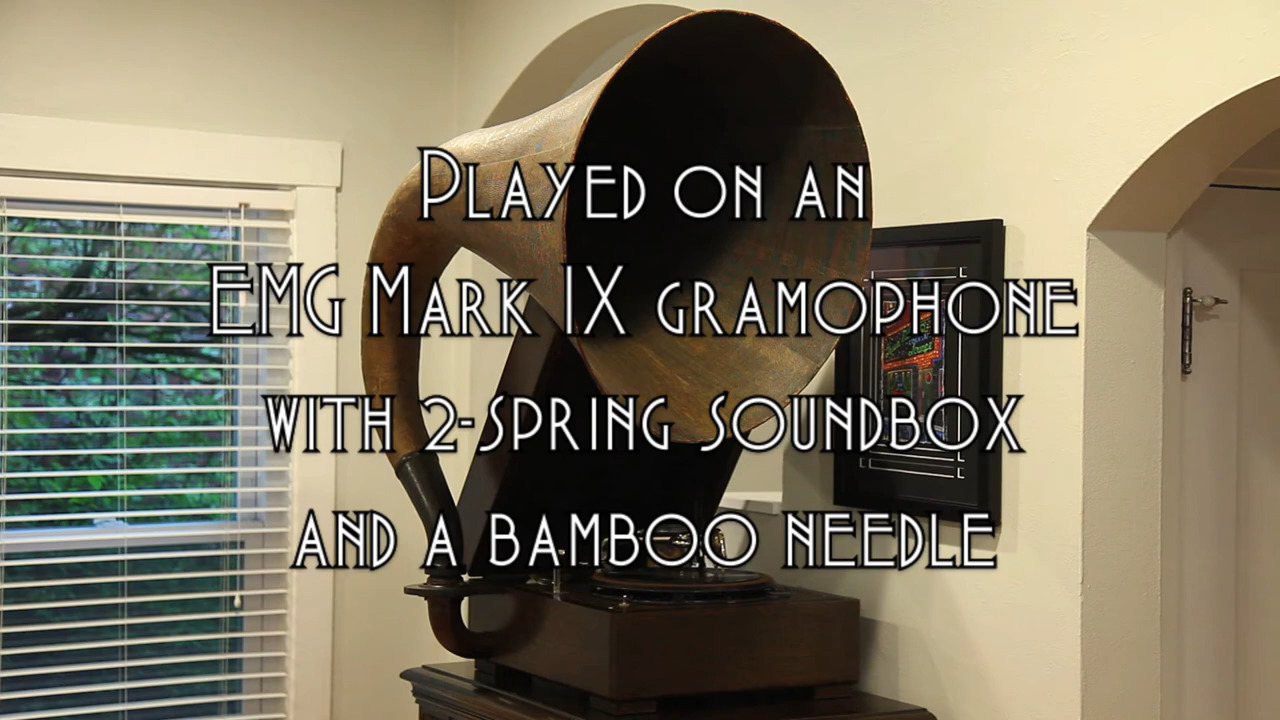 Played on an
EMG Mark IX gramophone
with 2-spring soundbox
and a bamboo needle